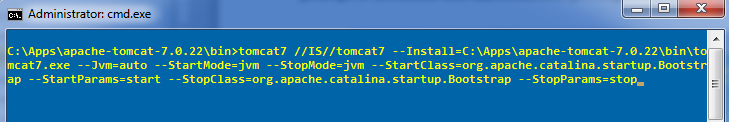 Administrator: cmd.exe
C:\Apps\apache-tomcat-7.0.22\bin>tomcat7 //IS//tomcat7 --Install=C:\Apps\apache-tomcat-7.0.22\bin\to
mcat7.exe --Jvm=auto --StartMode=jvm --StopMode=jvm --StartClass=org.apache.catalina.startup.Bootstr
ap --StartParams=start --StopClass=org.apache.catalina.startup.Bootstrap --StopParams=stop